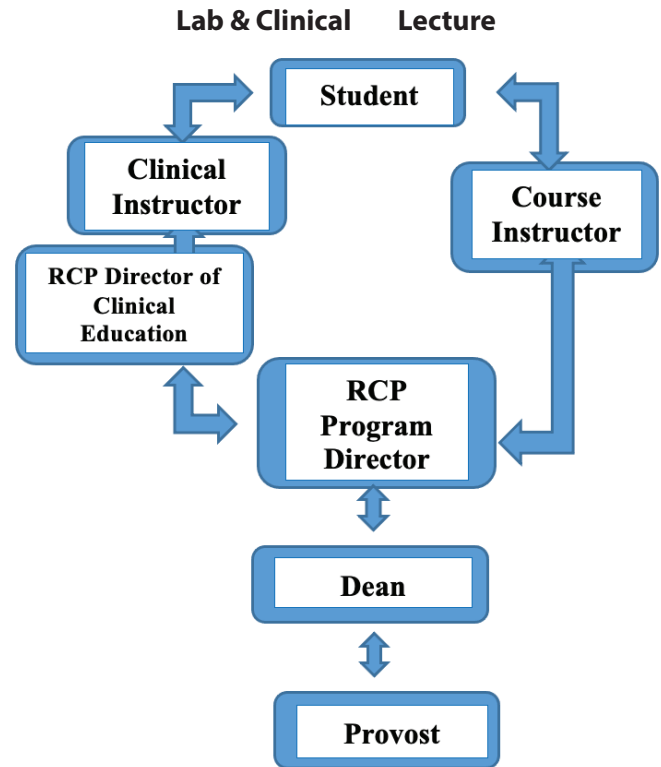 Lab & Clinical Lecture
Student
Clinical
Instructor
Course
Instructor
RCP Director of
Clinical
Education
RCP
Program
Director
Dean
Provost